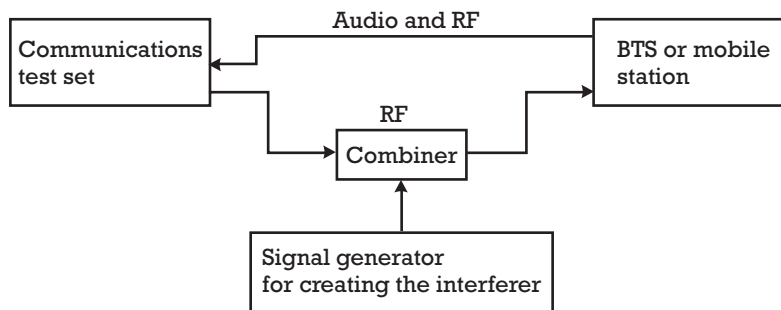 Audio and RF
Communications
test set
BTS or mobile
station
RF
Combiner
Signal generator
for creating the interferer